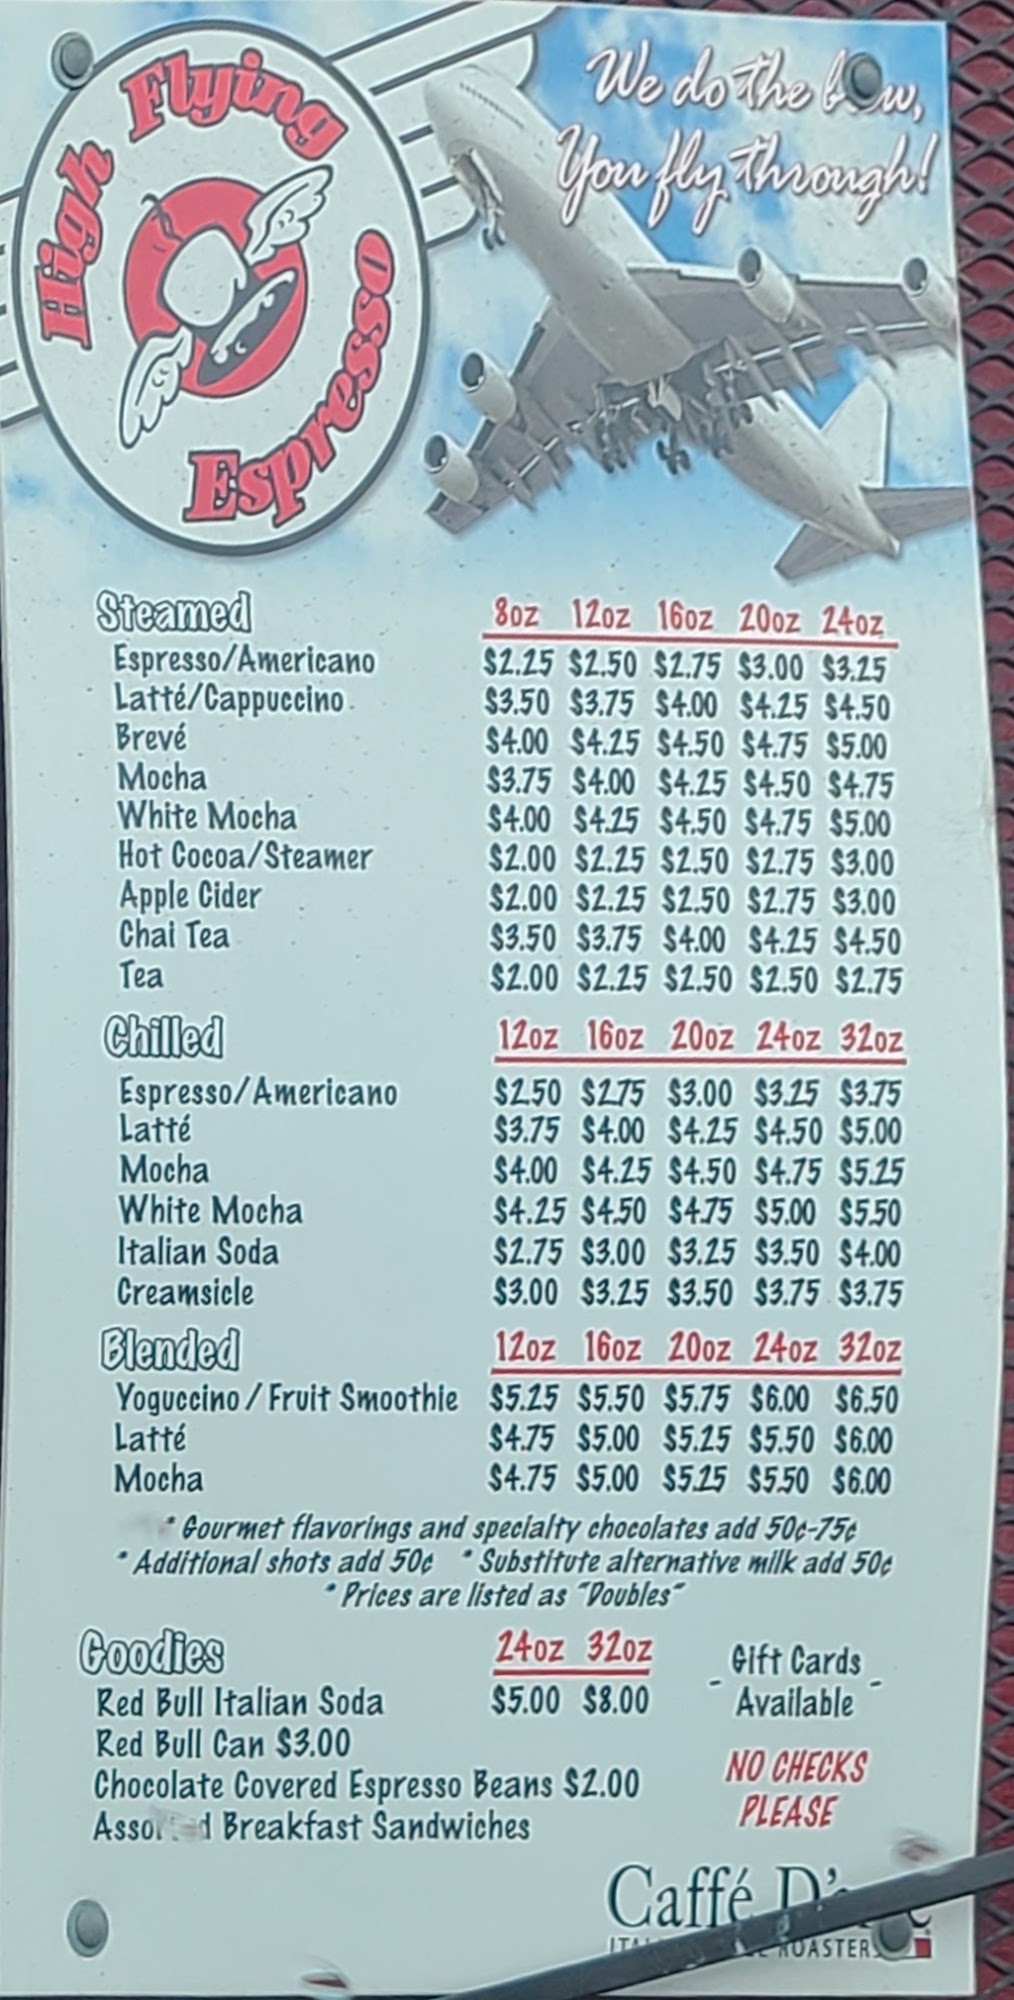 High Flying Espresso
We do the
You fly through!
Steamed 8oz 12oz 16oz 20oz 24oz
Espresso/Americano $2.25 $2.50 $2.75 $3.00 $3.25
Latté/Cappuccino $3.50 $3.75 $4.00 $4.25 $4.50
Brevé $4.00 $4.25 $4.50 $4.75 $5.00
Mocha $3.75 $4.00 $4.25 $4.50 $4.75
White Mocha $4.00 $4.25 $4.50 $4.75 $5.00
Hot Cocoa/Steamer $2.00 $2.25 $2.50 $2.75 $3.00
Apple Cider $2.00 $2.25 $2.50 $2.75 $3.00
Chai Tea $3.50 $3.75 $4.00 $4.25 $4.50
Tea $2.00 $2.25 $2.50 $2.50 $2.75
Chilled 12oz 16oz 20oz 24oz 32oz
Espresso/Americano $2.50 $2.75 $3.00 $3.25 $3.75
Latté $3.75 $4.00 $4.25 $4.50 $5.00
Mocha $4.00 $4.25 $4.50 $4.75 $5.25
White Mocha $4.25 $4.50 $4.75 $5.00 $5.50
Italian Soda $2.75 $3.00 $3.25 $3.50 $4.00
Creamsicle $3.00 $3.25 $3.50 $3.75 $3.75
Blended 12oz 16oz 20oz 24oz 32oz
Yoguccino / Fruit Smoothie $5.25 $5.50 $5.75 $6.00 $6.50
Latté $4.75 $5.00 $5.25 $5.50 $6.00
Mocha $4.75 $5.00 $5.25 $5.50 $6.00
* Gourmet flavorings and specialty chocolates add 50¢-75¢
* Additional shots add 50¢ * Substitute alternative milk add 50¢
* Prices are listed as "Doubles"
Goodies 24oz 32oz
Red Bull Italian Soda $5.00 $8.00
Red Bull Can $3.00
Chocolate Covered Espresso Beans $2.00
Breakfast Sandwiches
- Gift Cards -
Available
NO CHECKS
PLEASE
Caffé